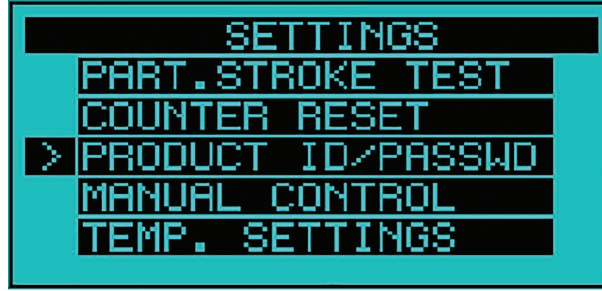 SETTINGS
PART.STROKE TEST
COUNTER RESET
> PRODUCT ID/PASSWD
MANUAL CONTROL
TEMP. SETTINGS